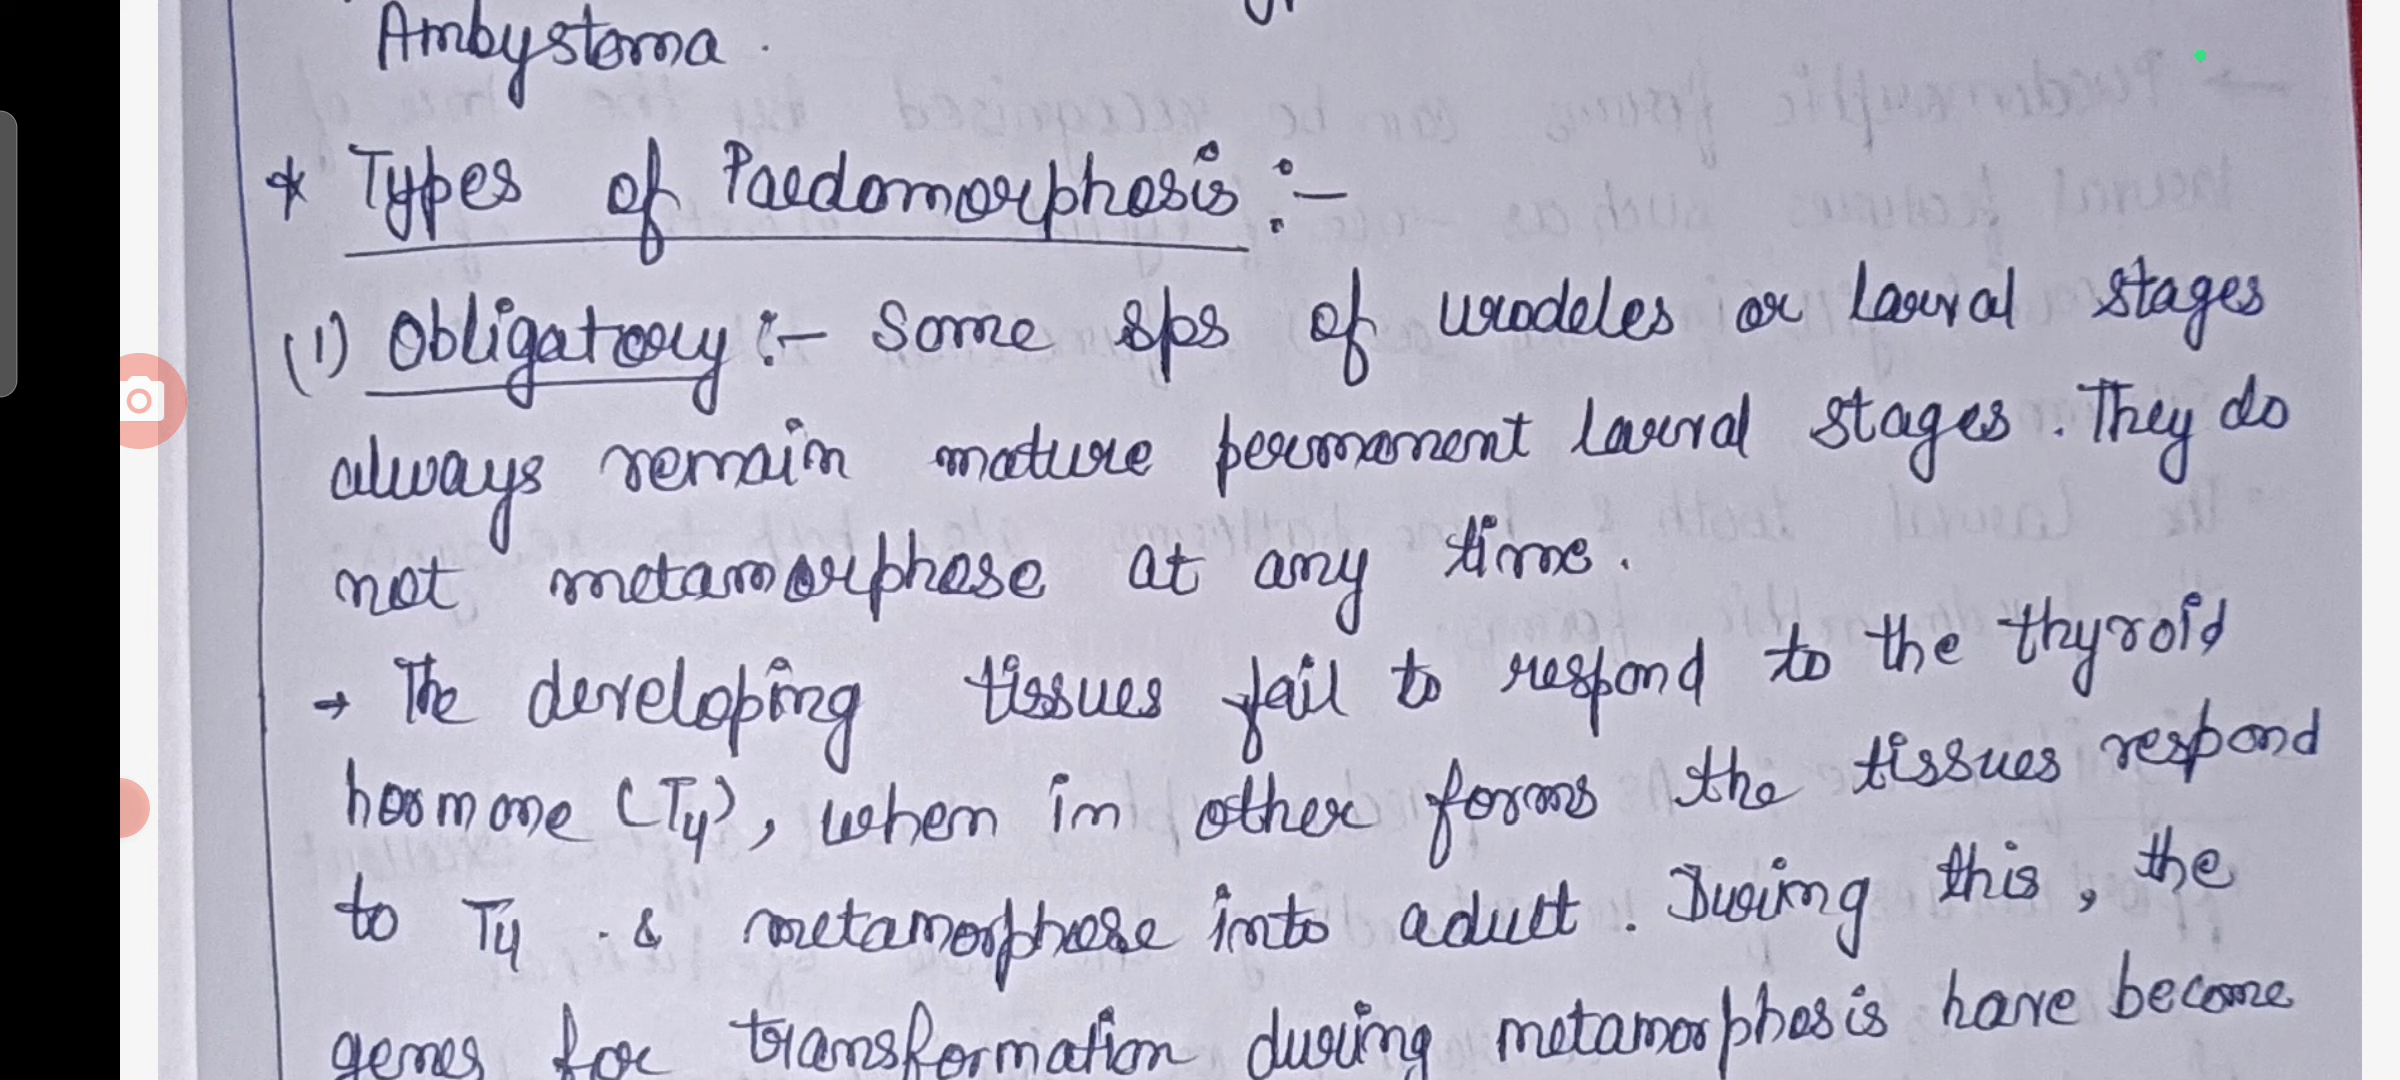 Ambystoma.
* Types of Paedomorphosis :-
(1) Obligatory :- Some sps of urodeles or larval stages
always remain mature permanent larval stages. They do
not metamorphose at any time.
→ The developing tissues fail to respond to the thyroid
hormone (T4), when in other forms the tissues respond
to T4 . & metamorphose into adult. During this, the
genes for transformation during metamorphosis have become